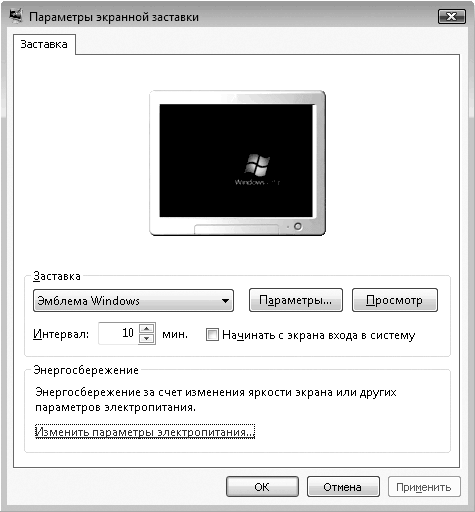 Параметры экранной заставки
Заставка
Заставка
Эмблема Windows
Параметры...
Просмотр
Интервал: 10 мин.
Начинать с экрана входа в систему
Энергосбережение
Энергосбережение за счет изменения яркости экрана или других
параметров электропитания.
Изменить параметры электропитания...
OK
Отмена
Применить